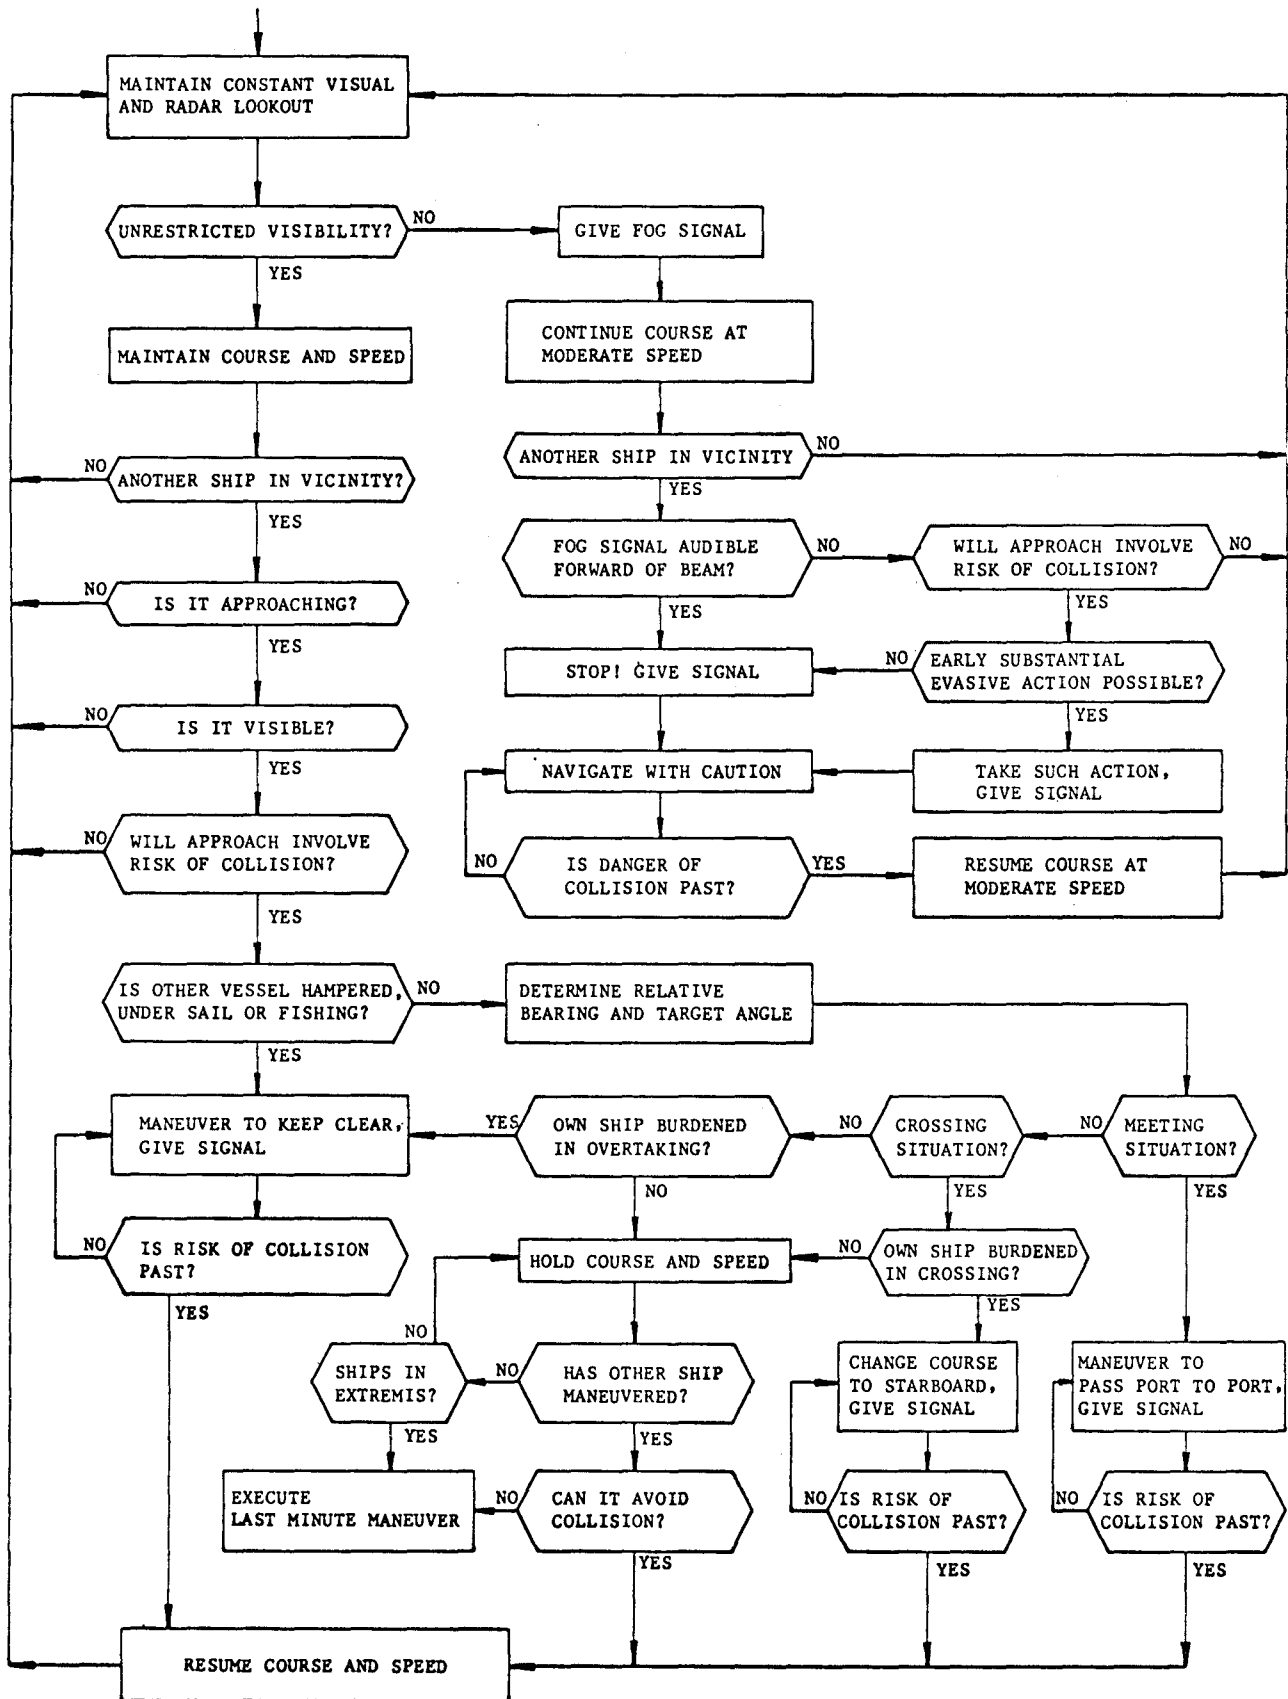 MAINTAIN CONSTANT VISUAL
AND RADAR LOOKOUT
UNRESTRICTED VISIBILITY?
NO
GIVE FOG SIGNAL
YES
CONTINUE COURSE AT
MODERATE SPEED
MAINTAIN COURSE AND SPEED
NO
ANOTHER SHIP IN VICINITY?
YES
ANOTHER SHIP IN VICINITY
NO
YES
FOG SIGNAL AUDIBLE
FORWARD OF BEAM?
NO
WILL APPROACH INVOLVE
RISK OF COLLISION?
NO
YES
YES
NO
IS IT APPROACHING?
YES
STOP! GIVE SIGNAL
NO
EARLY SUBSTANTIAL
EVASIVE ACTION POSSIBLE?
YES
NO
IS IT VISIBLE?
YES
NAVIGATE WITH CAUTION
TAKE SUCH ACTION,
GIVE SIGNAL
NO
WILL APPROACH INVOLVE
RISK OF COLLISION?
YES
NO
IS DANGER OF
COLLISION PAST?
YES
RESUME COURSE AT
MODERATE SPEED
IS OTHER VESSEL HAMPERED,
UNDER SAIL OR FISHING?
NO
DETERMINE RELATIVE
BEARING AND TARGET ANGLE
YES
MANEUVER TO KEEP CLEAR,
GIVE SIGNAL
YES
OWN SHIP BURDENED
IN OVERTAKING?
NO
CROSSING
SITUATION?
NO
MEETING
SITUATION?
NO
YES
YES
NO
IS RISK OF COLLISION
PAST?
YES
HOLD COURSE AND SPEED
NO
OWN SHIP BURDENED
IN CROSSING?
YES
NO
SHIPS IN
EXTREMIS?
NO
HAS OTHER SHIP
MANEUVERED?
CHANGE COURSE
TO STARBOARD,
GIVE SIGNAL
MANEUVER TO
PASS PORT TO PORT,
GIVE SIGNAL
YES
YES
EXECUTE
LAST MINUTE MANEUVER
NO
CAN IT AVOID
COLLISION?
YES
NO
IS RISK OF
COLLISION PAST?
YES
NO
IS RISK OF
COLLISION PAST?
YES
RESUME COURSE AND SPEED